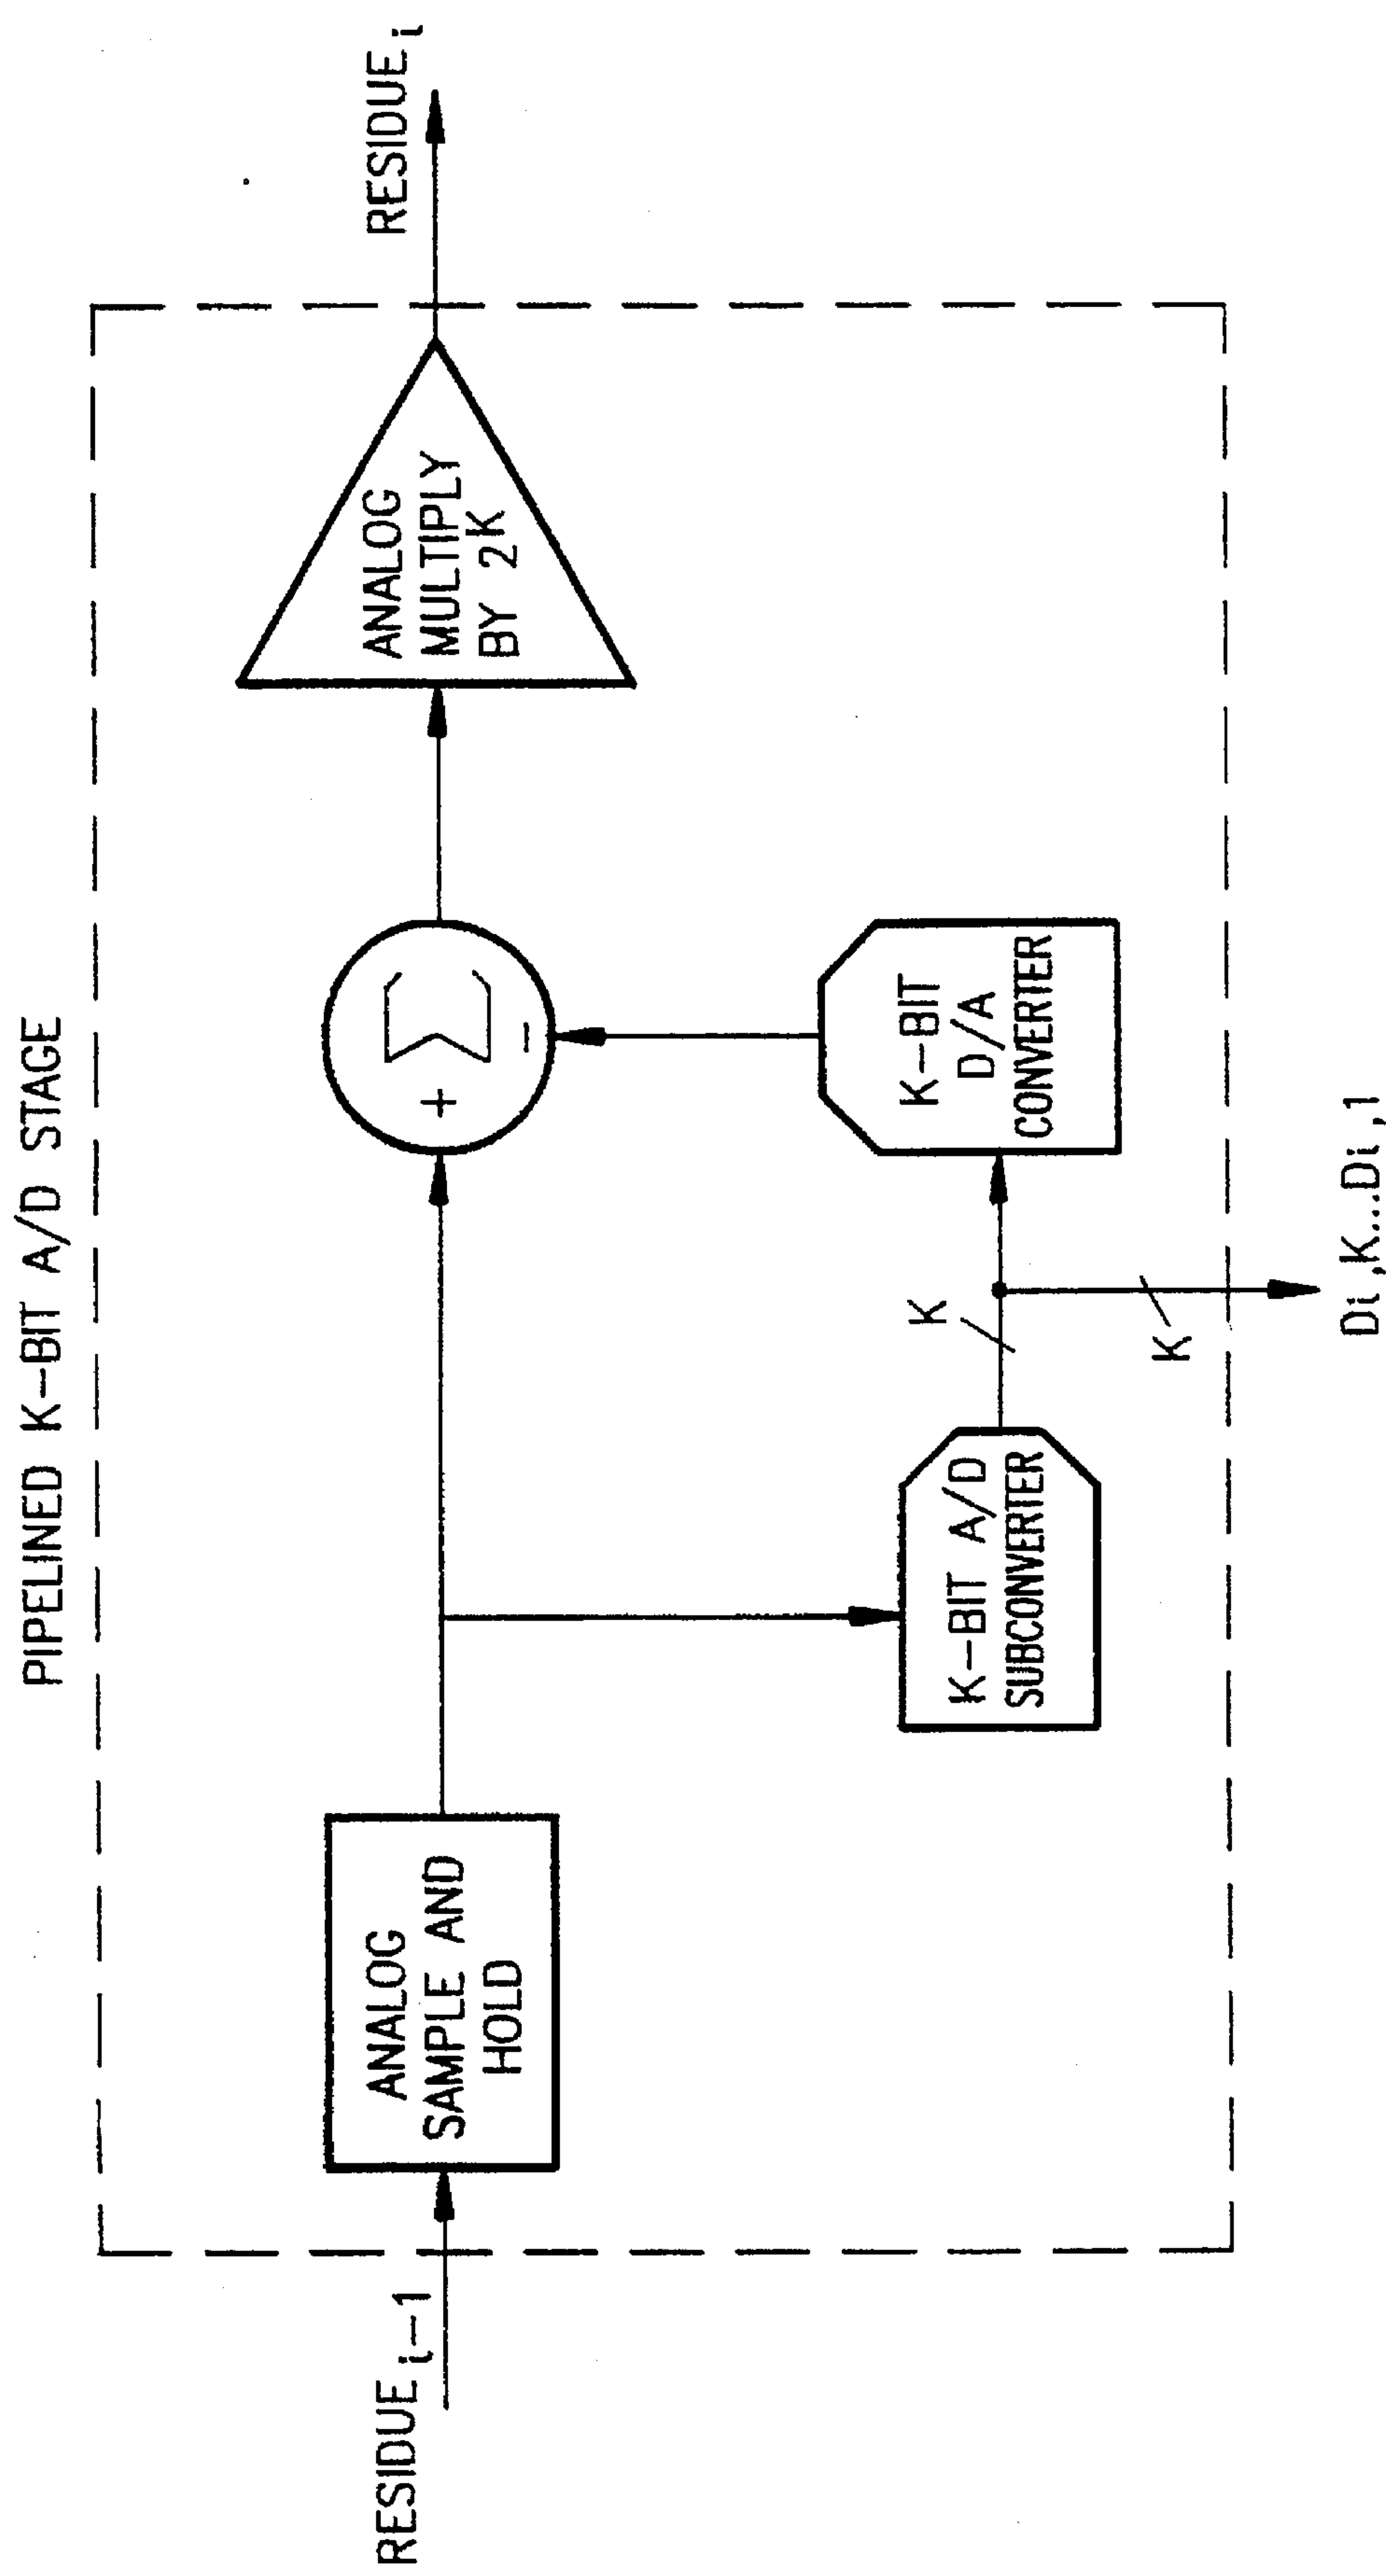 PIPELINED K-BIT A/D STAGE
RESIDUE i-1
ANALOG
SAMPLE AND
HOLD
K-BIT A/D
SUBCONVERTER
K
K
Di,K...Di,1
K-BIT
D/A
CONVERTER
+
Σ
-
ANALOG
MULTIPLY
BY 2K
RESIDUE i